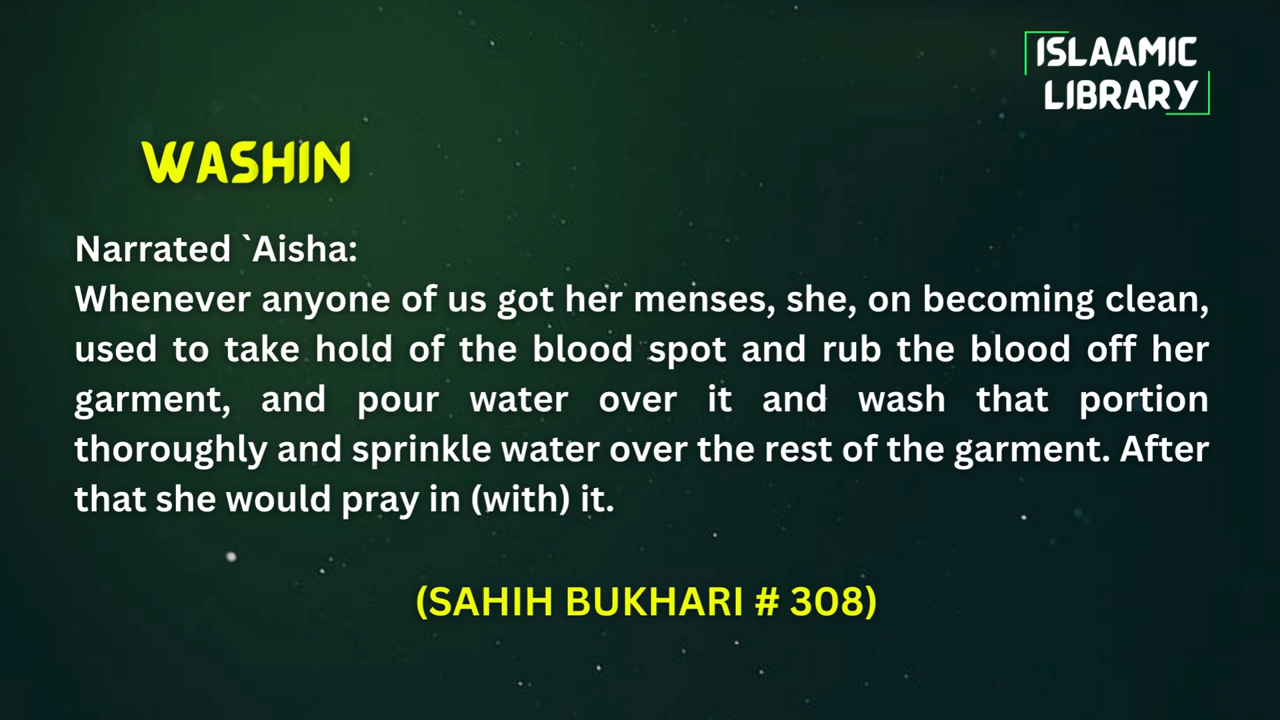 ISLAAMIC
LIBRARY
WASHIN
Narrated `Aisha:
Whenever anyone of us got her menses, she, on becoming clean,
used to take hold of the blood spot and rub the blood off her
garment, and pour water over it and wash that portion
thoroughly and sprinkle water over the rest of the garment. After
that she would pray in (with) it.
(SAHIH BUKHARI # 308)